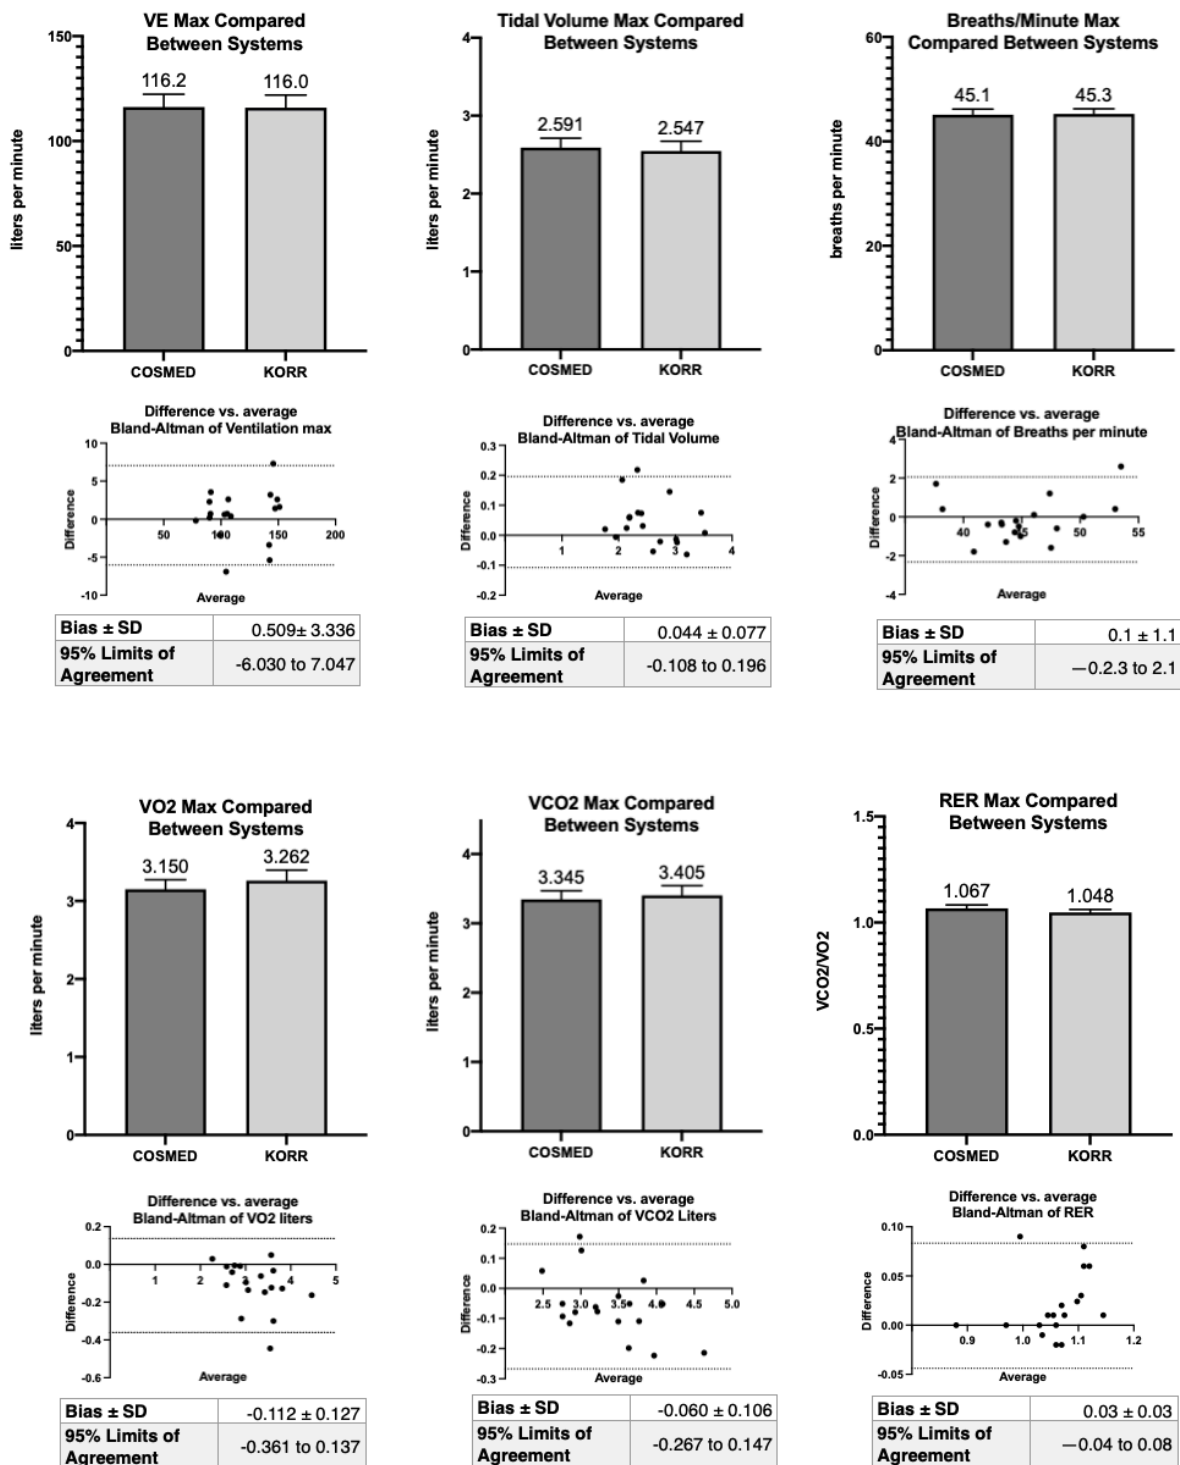 VE Max Compared
Between Systems
150
100
50
0
liters per minute
116.2
116.0
COSMED
KORR
Tidal Volume Max Compared
Between Systems
4
3
2
1
0
liters per minute
2.591
2.547
COSMED
KORR
Breaths/Minute Max
Compared Between Systems
60
40
20
0
breaths per minute
45.1
45.3
COSMED
KORR
Difference vs. average
Bland-Altman of Ventilation max
10
5
0
-5
-10
Difference
50
100
150
200
Average
Bias ± SD 0.509± 3.336
95% Limits of
Agreement
-6.030 to 7.047
Difference vs. average
Bland-Altman of Tidal Volume
0.3
0.2
0.1
0.0
-0.1
-0.2
Difference
1
2
3
4
Average
Bias ± SD 0.044 ± 0.077
95% Limits of
Agreement
-0.108 to 0.196
Difference vs. average
Bland-Altman of Breaths per minute
4
2
0
-2
-4
Difference
40
45
50
55
Average
Bias ± SD 0.1 ± 1.1
95% Limits of
Agreement
—0.2.3 to 2.1
VO2 Max Compared
Between Systems
4
3
2
1
0
liters per minute
3.150
3.262
COSMED
KORR
VCO2 Max Compared
Between Systems
4
3
2
1
0
liters per minute
3.345
3.405
COSMED
KORR
RER Max Compared
Between Systems
1.5
1.0
0.5
0.0
VCO2/VO2
1.067
1.048
COSMED
KORR
Difference vs. average
Bland-Altman of VO2 liters
0.2
0.0
-0.2
-0.4
-0.6
Difference
1
2
3
4
5
Average
Bias ± SD -0.112 ± 0.127
95% Limits of
Agreement
-0.361 to 0.137
Difference vs. average
Bland-Altman of VCO2 Liters
0.2
0.1
0.0
-0.1
-0.2
-0.3
Difference
2.5
3.0
3.5
4.0
4.5
5.0
Average
Bias ± SD -0.060 ± 0.106
95% Limits of
Agreement
-0.267 to 0.147
Difference vs. average
Bland-Altman of RER
0.10
0.05
0.00
-0.05
Difference
0.9
1.0
1.1
1.2
Average
Bias ± SD 0.03 ± 0.03
95% Limits of
Agreement
—0.04 to 0.08